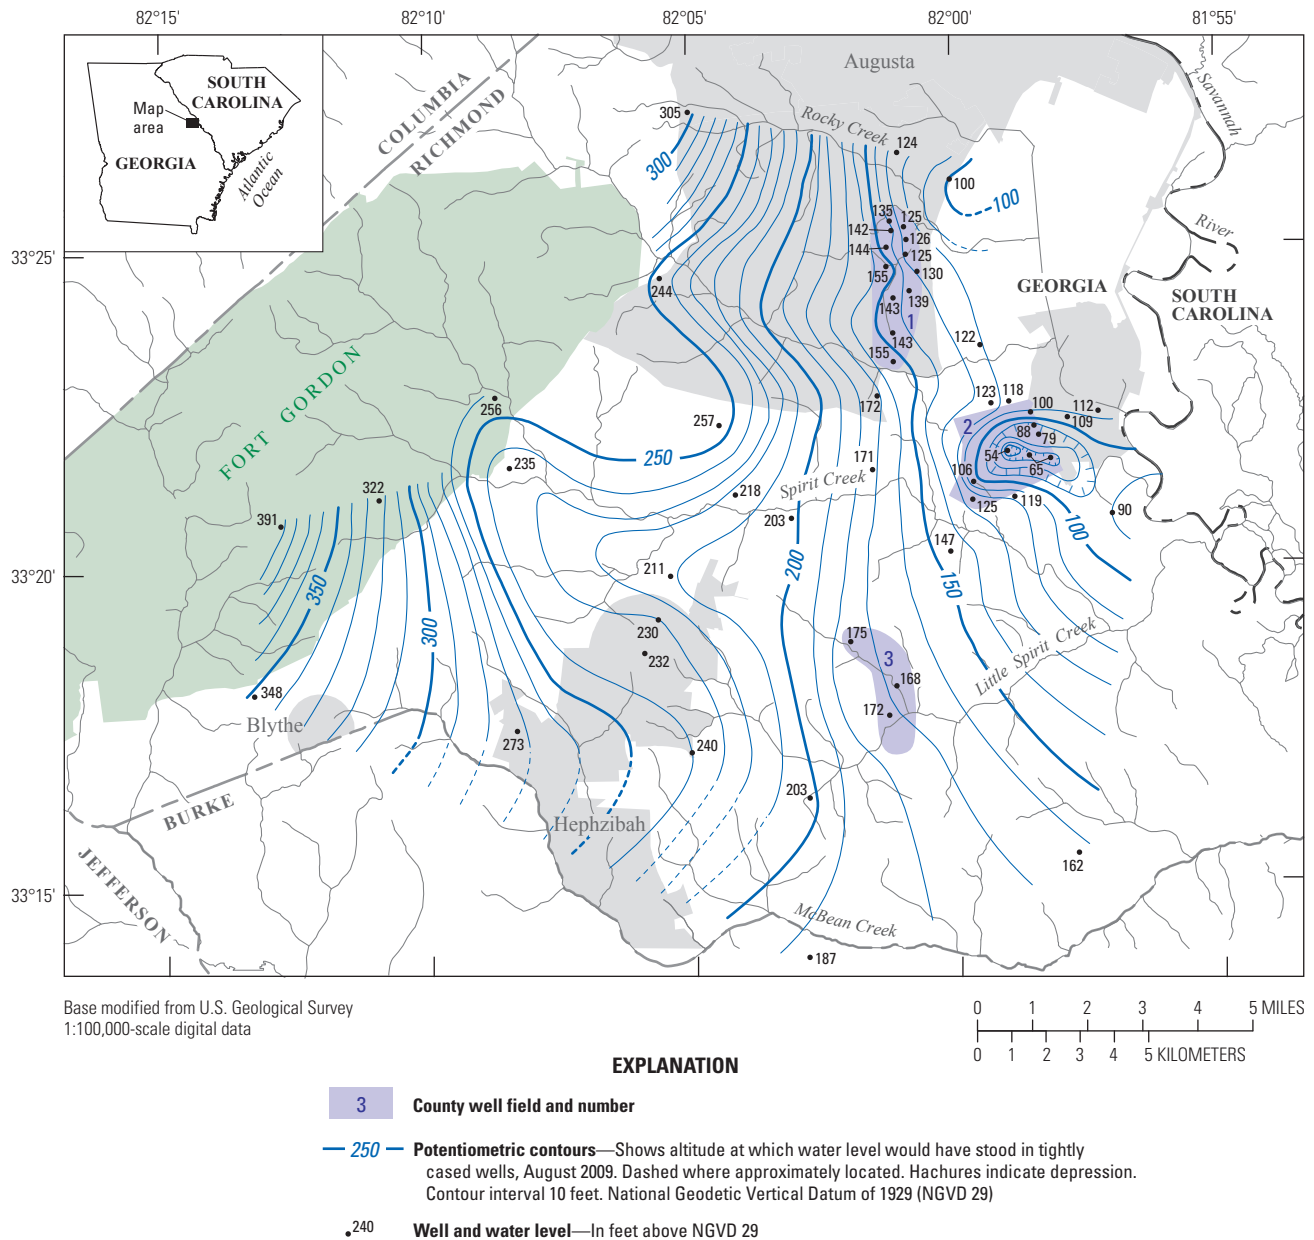 82°15' 82°10' 82°05' 82°00' 81°55'
33°25'
33°20'
33°15'
SOUTH
CAROLINA
Map
area
GEORGIA
Atlantic
Ocean
COLUMBIA
RICHMOND
Augusta
Savannah
River
Rocky Creek
305
300
124
100
100
135
125
142
126
144
125
155
130
139
143
1
143
155
244
GEORGIA
SOUTH
CAROLINA
122
FORT GORDON
256
172
123
118
100
112
109
2
88
79
257
250
235
171
54
65
106
Spirit Creek
218
125
119
90
203
322
391
100
147
211
200
150
350
300
230
232
175
3
168
172
Little Spirit Creek
348
Blythe
273
240
203
BURKE
Hephzibah
162
JEFFERSON
McBean Creek
187
Base modified from U.S. Geological Survey
1:100,000-scale digital data
0 1 2 3 4 5 MILES
0 1 2 3 4 5 KILOMETERS
EXPLANATION
3 County well field and number
250 Potentiometric contours—Shows altitude at which water level would have stood in tightly
cased wells, August 2009. Dashed where approximately located. Hachures indicate depression.
Contour interval 10 feet. National Geodetic Vertical Datum of 1929 (NGVD 29)
240 Well and water level—In feet above NGVD 29